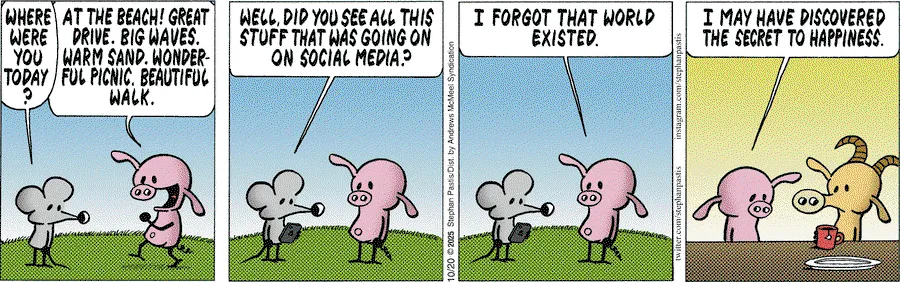 WHERE
WERE
YOU
TODAY
?
AT THE BEACH! GREAT
DRIVE. BIG WAVES.
WARM SAND. WONDER-
FUL PICNIC. BEAUTIFUL
WALK.
WELL, DID YOU SEE ALL THIS
STUFF THAT WAS GOING ON
ON SOCIAL MEDIA?
10/20 © 2025 Stephan Pastis/Dist. by Andrews McMeel Syndication
I FORGOT THAT WORLD
EXISTED.
twitter.com/stephanpastis instagram.com/stephanpastis
I MAY HAVE DISCOVERED
THE SECRET TO HAPPINESS.